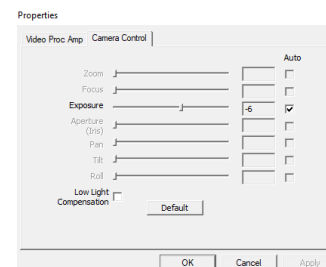 Properties
Video Proc Amp Camera Control
Auto
Zoom
Focus
Exposure -6
Aperture
(Iris)
Pan
Tilt
Roll
Low Light
Compensation
Default
OK Cancel Apply